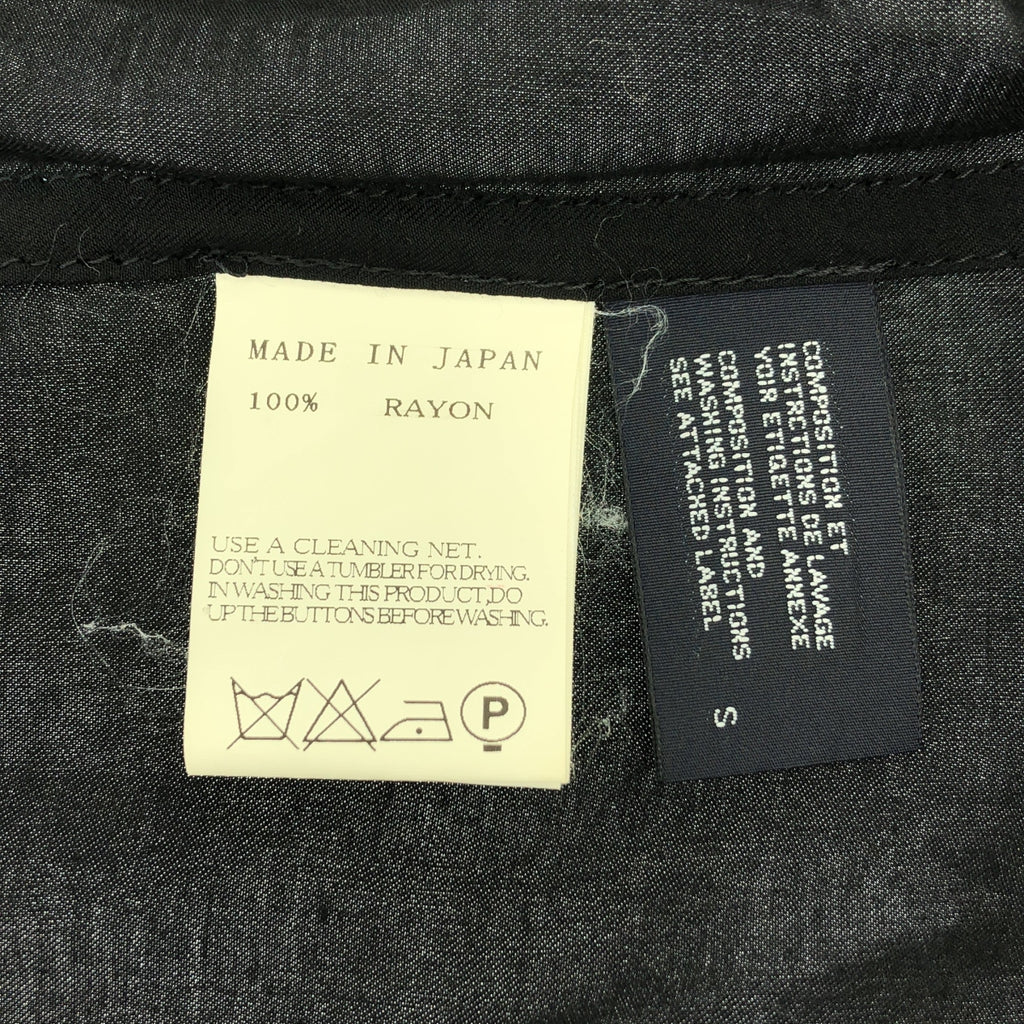 MADE IN JAPAN
100% RAYON
USE A CLEANING NET.
DON'T USE A TUMBLER FOR DRYING.
IN WASHING THIS PRODUCT,DO
UP THE BUTTONS BEFORE WASHING.
P
COMPOSITION ET
INSTRCTIONS DE LAVAGE
VOIR ETIGETTE ANNEXE
COMPOSITION AND
WASHING INSTRUCTIONS
SEE ATTACHED LABEL
S